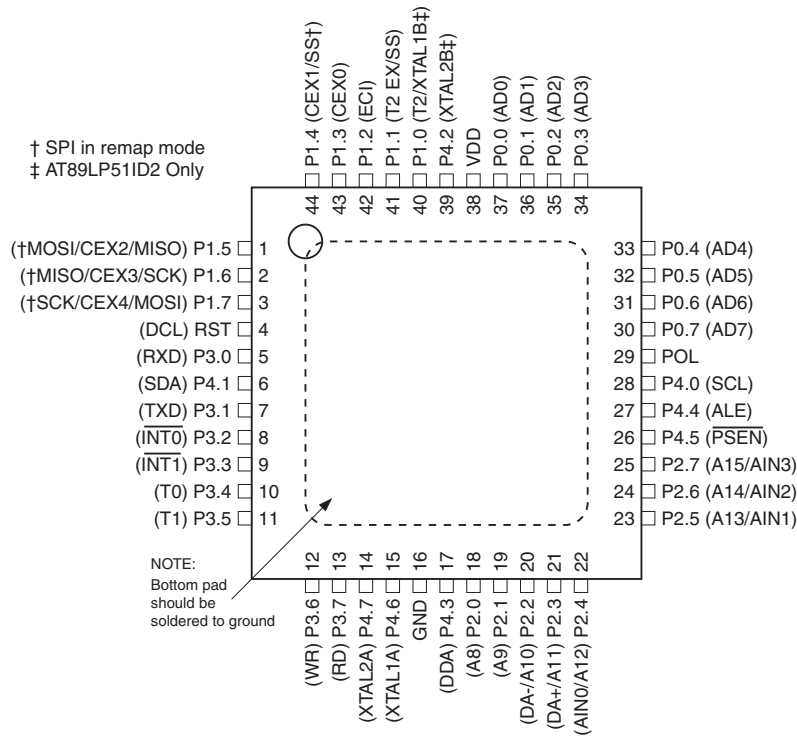 † SPI in remap mode
‡ AT89LP51ID2 Only
P1.4 (CEX1/SS†)
P1.3 (CEX0)
P1.2 (ECI)
P1.1 (T2 EX/SS)
P1.0 (T2/XTAL1B‡)
P4.2 (XTAL2B‡)
VDD
P0.0 (AD0)
P0.1 (AD1)
P0.2 (AD2)
P0.3 (AD3)
44 43 42 41 40 39 38 37 36 35 34
(†MOSI/CEX2/MISO) P1.5 1
(†MISO/CEX3/SCK) P1.6 2
(†SCK/CEX4/MOSI) P1.7 3
(DCL) RST 4
(RXD) P3.0 5
(SDA) P4.1 6
(TXD) P3.1 7
(INT0) P3.2 8
(INT1) P3.3 9
(T0) P3.4 10
(T1) P3.5 11
33 P0.4 (AD4)
32 P0.5 (AD5)
31 P0.6 (AD6)
30 P0.7 (AD7)
29 POL
28 P4.0 (SCL)
27 P4.4 (ALE)
26 P4.5 (PSEN)
25 P2.7 (A15/AIN3)
24 P2.6 (A14/AIN2)
23 P2.5 (A13/AIN1)
NOTE:
Bottom pad
should be
soldered to ground
12 13 14 15 16 17 18 19 20 21 22
(WR) P3.6
(RD) P3.7
(XTAL2A) P4.7
(XTAL1A) P4.6
GND
(DDA) P4.3
(A8) P2.0
(A9) P2.1
(DA-/A10) P2.2
(DA+/A11) P2.3
(AIN0/A12) P2.4